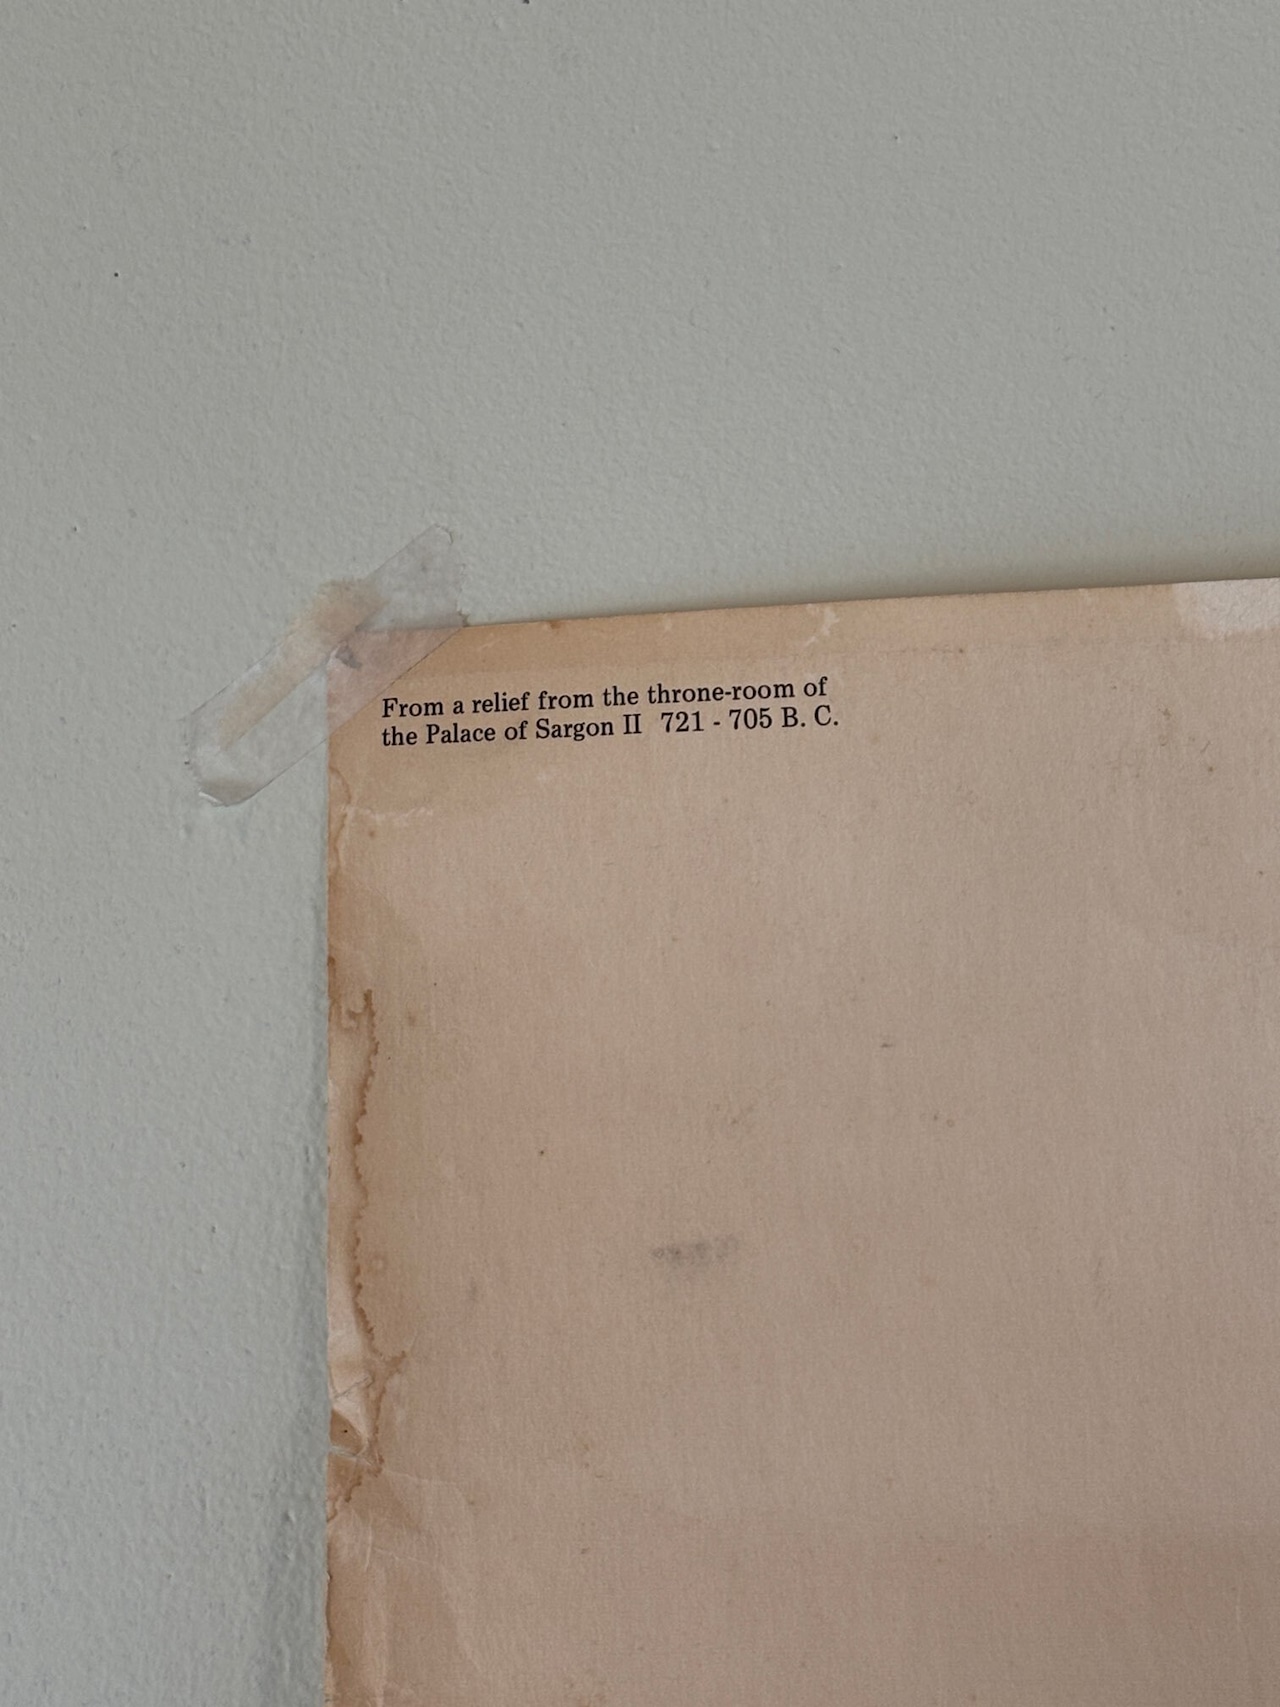 From a relief from the throne-room of
the Palace of Sargon II 721 - 705 B. C.